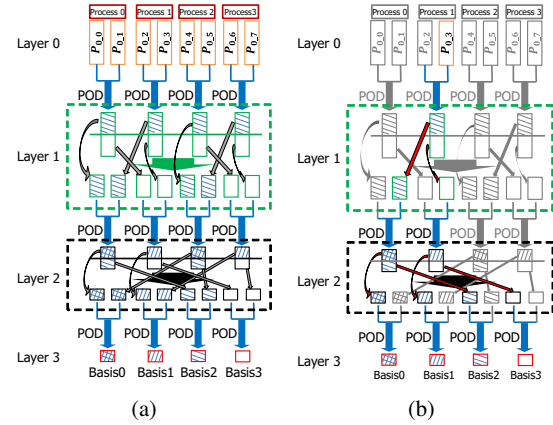 Process 0 Process 1 Process 2 Process3
Layer 0
P0_0 P0_1 P0_2 P0_3 P0_4 P0_5 P0_6 P0_7
POD POD POD POD
Layer 1
POD POD POD POD
Layer 2
POD POD POD POD
Layer 3
Basis0 Basis1 Basis2 Basis3
(a)
Process 0 Process 1 Process 2 Process3
Layer 0
P0_0 P0_1 P0_2 P0_3 P0_4 P0_5 P0_6 P0_7
POD POD POD POD
Layer 1
POD POD POD POD
Layer 2
POD POD POD POD
Layer 3
Basis0 Basis1 Basis2 Basis3
(b)